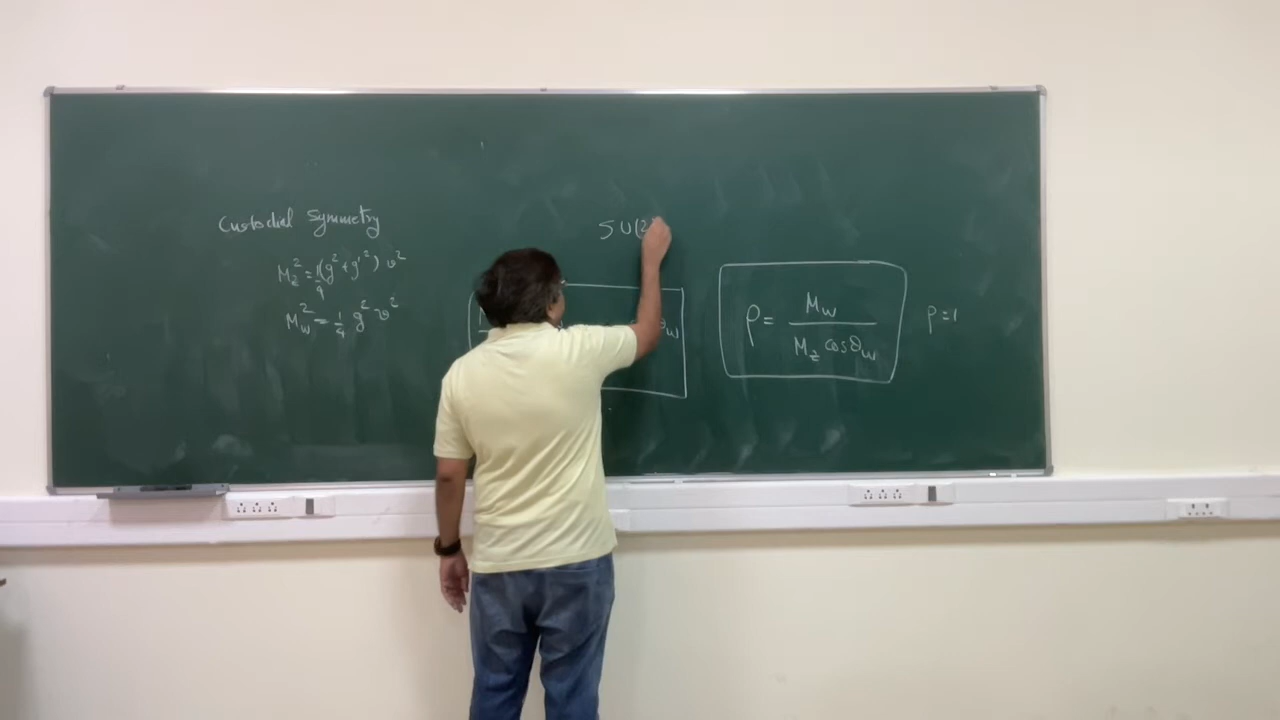 Custodial Symmetry
M_Z^2 = 1/4 (g^2 + g'^2) v^2
M_W^2 = 1/4 g^2 v^2
SU(2)
θ_W
ρ = M_W / M_Z cosθ_W
ρ = 1